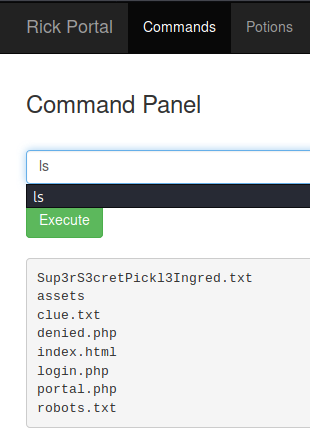 Rick Portal Commands Potions
Command Panel
ls
ls
Execute
Sup3rS3cretPickl3Ingred.txt
assets
clue.txt
denied.php
index.html
login.php
portal.php
robots.txt